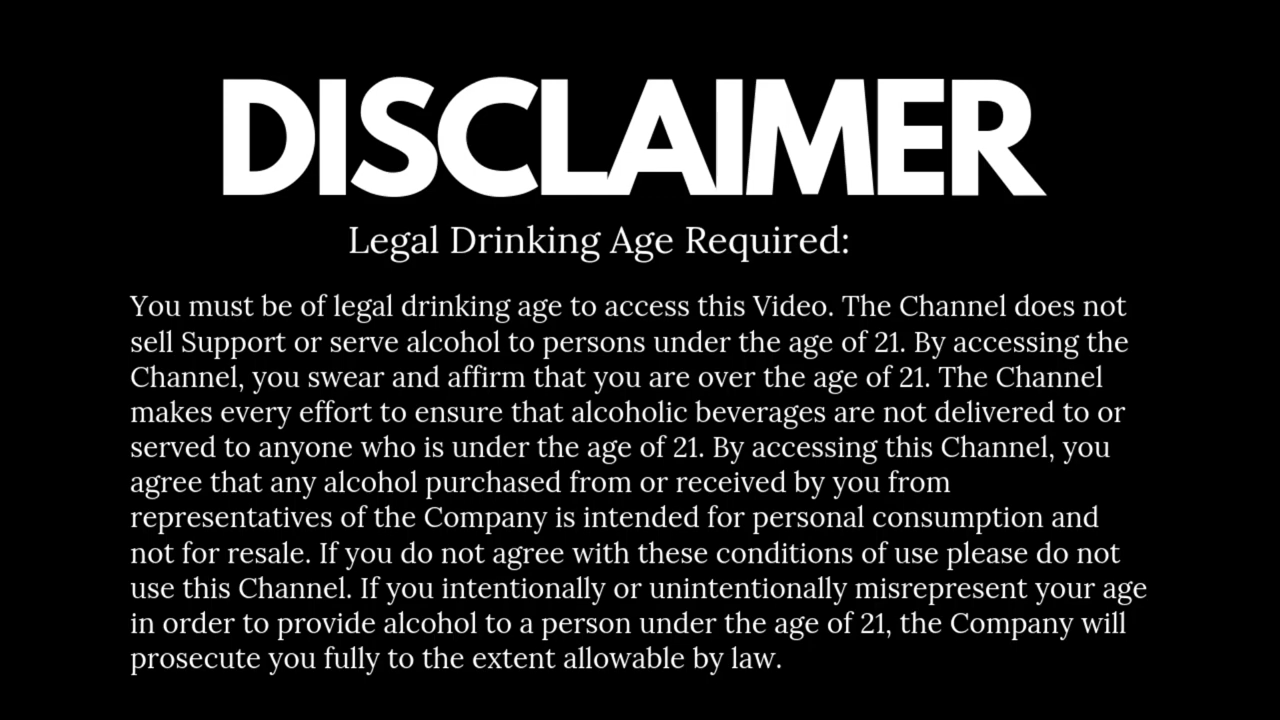 DISCLAIMER
Legal Drinking Age Required:
You must be of legal drinking age to access this Video. The Channel does not
sell Support or serve alcohol to persons under the age of 21. By accessing the
Channel, you swear and affirm that you are over the age of 21. The Channel
makes every effort to ensure that alcoholic beverages are not delivered to or
served to anyone who is under the age of 21. By accessing this Channel, you
agree that any alcohol purchased from or received by you from
representatives of the Company is intended for personal consumption and
not for resale. If you do not agree with these conditions of use please do not
use this Channel. If you intentionally or unintentionally misrepresent your age
in order to provide alcohol to a person under the age of 21, the Company will
prosecute you fully to the extent allowable by law.